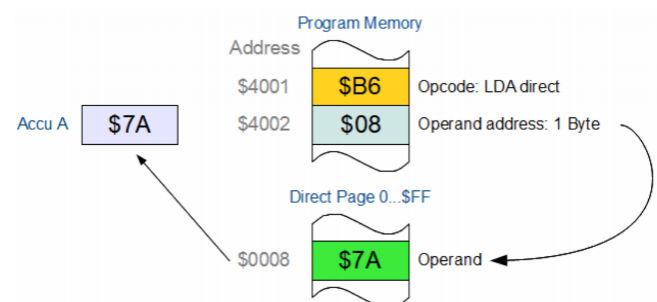 Program Memory
Address
$4001 $B6 Opcode: LDA direct
Accu A $7A $4002 $08 Operand address: 1 Byte
Direct Page 0...$FF
$0008 $7A Operand